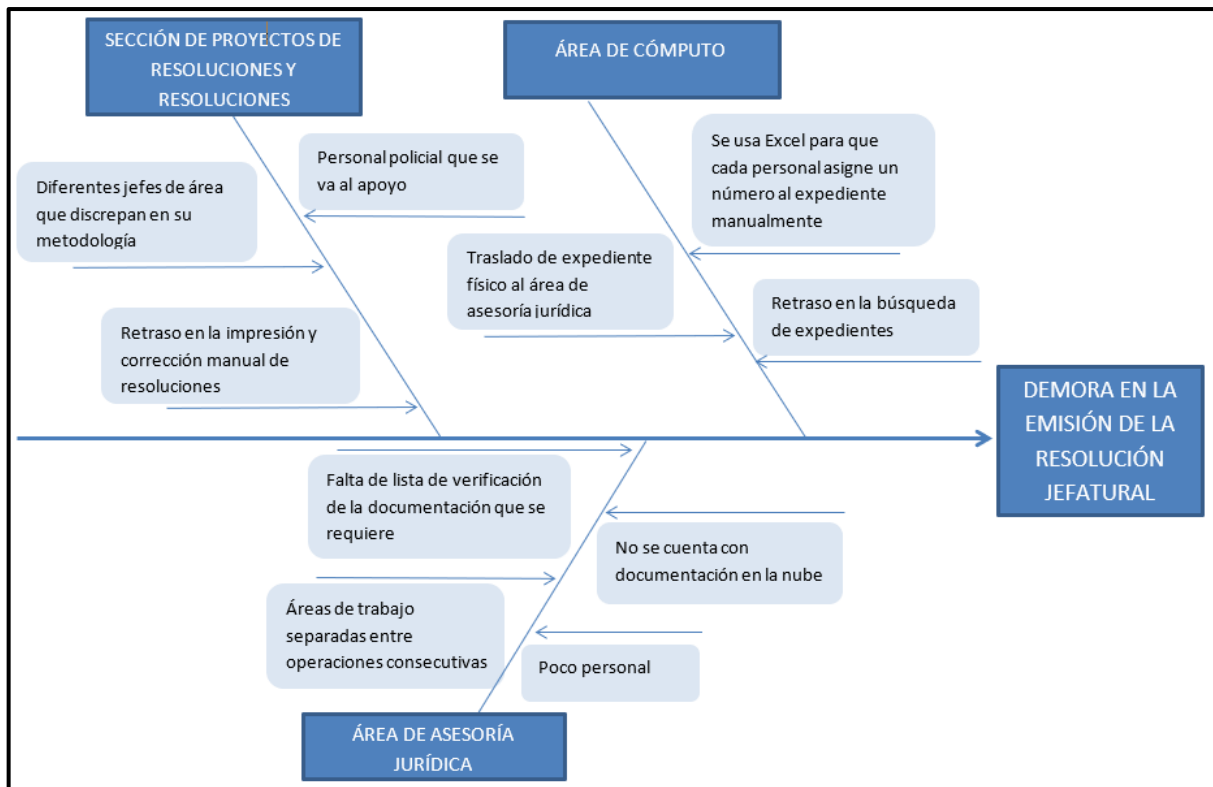 SECCIÓN DE PROYECTOS DE
RESOLUCIONES Y
RESOLUCIONES
ÁREA DE CÓMPUTO
Personal policial que se
va al apoyo
Diferentes jefes de área
que discrepan en su
metodología
Retraso en la impresión y
corrección manual de
resoluciones
Se usa Excel para que
cada personal asigne un
número al expediente
manualmente
Traslado de expediente
físico al área de
asesoría jurídica
Retraso en la búsqueda
de expedientes
DEMORA EN LA
EMISIÓN DE LA
RESOLUCIÓN
JEFATURAL
Falta de lista de verificación
de la documentación que se
requiere
No se cuenta con
documentación en la nube
Áreas de trabajo
separadas entre
operaciones consecutivas
Poco personal
ÁREA DE ASESORÍA
JURÍDICA